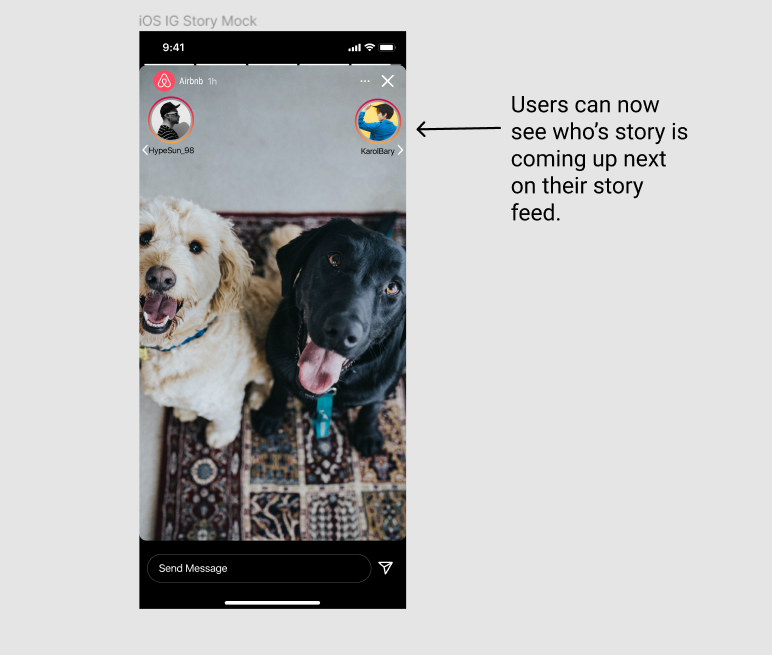 iOS IG Story Mock
9:41
Airbnb 1h
HypeSun_98
KarolBary
Users can now
see who's story is
coming up next
on their story
feed.
Send Message